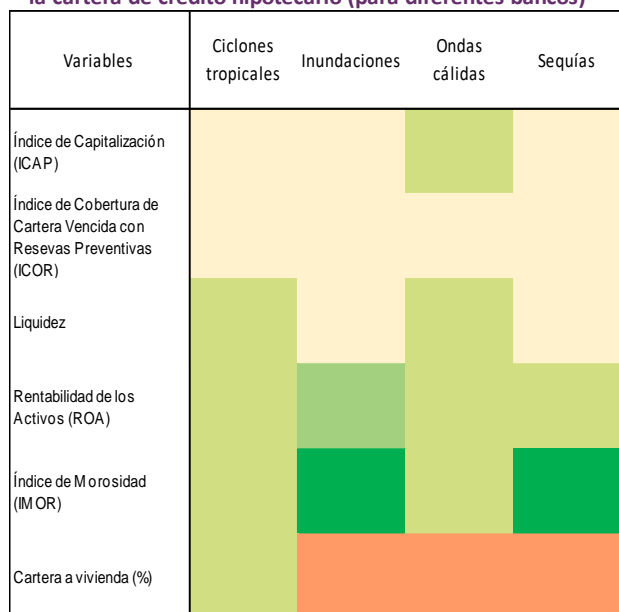 la cartera de crédito hipotecario (para diferentes bancos)
Variables
Ciclones
tropicales
Inundaciones
Ondas
cálidas
Sequías
Índice de Capitalización
(ICAP)
Índice de Cobertura de
Cartera Vencida con
Resevas Preventivas
(ICOR)
Liquidez
Rentabilidad de los
Activos (ROA)
Índice de Morosidad
(IMOR)
Cartera a vivienda (%)